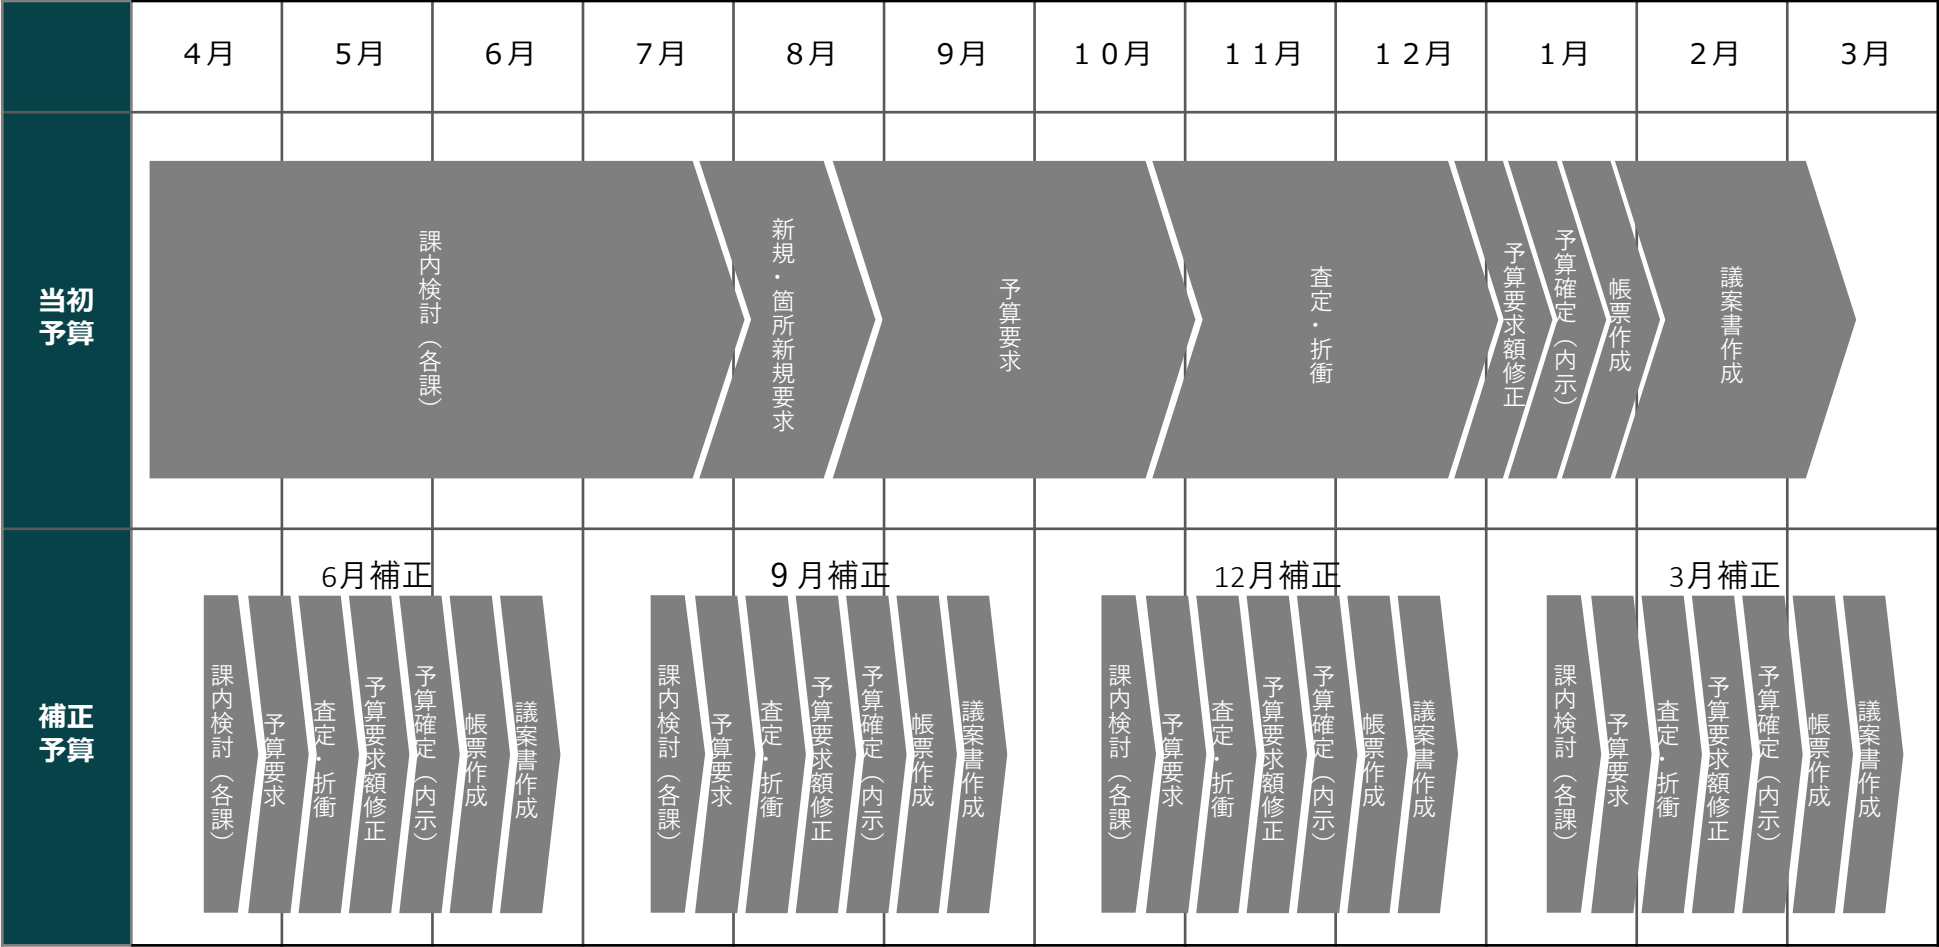 ４月
５月
６月
７月
８月
９月
１０月
１１月
１２月
１月
２月
３月
当初
予算
課内検討（各課）
新規・箇所新規要求
予算要求
査定・折衝
予算要求額修正
予算確定（内示）
帳票作成
議案書作成
補正
予算
6月補正
課内検討（各課）
予算要求
査定・折衝
予算要求額修正
予算確定（内示）
帳票作成
議案書作成
９月補正
課内検討（各課）
予算要求
査定・折衝
予算要求額修正
予算確定（内示）
帳票作成
議案書作成
12月補正
課内検討（各課）
予算要求
査定・折衝
予算要求額修正
予算確定（内示）
帳票作成
議案書作成
3月補正
課内検討（各課）
予算要求
査定・折衝
予算要求額修正
予算確定（内示）
帳票作成
議案書作成